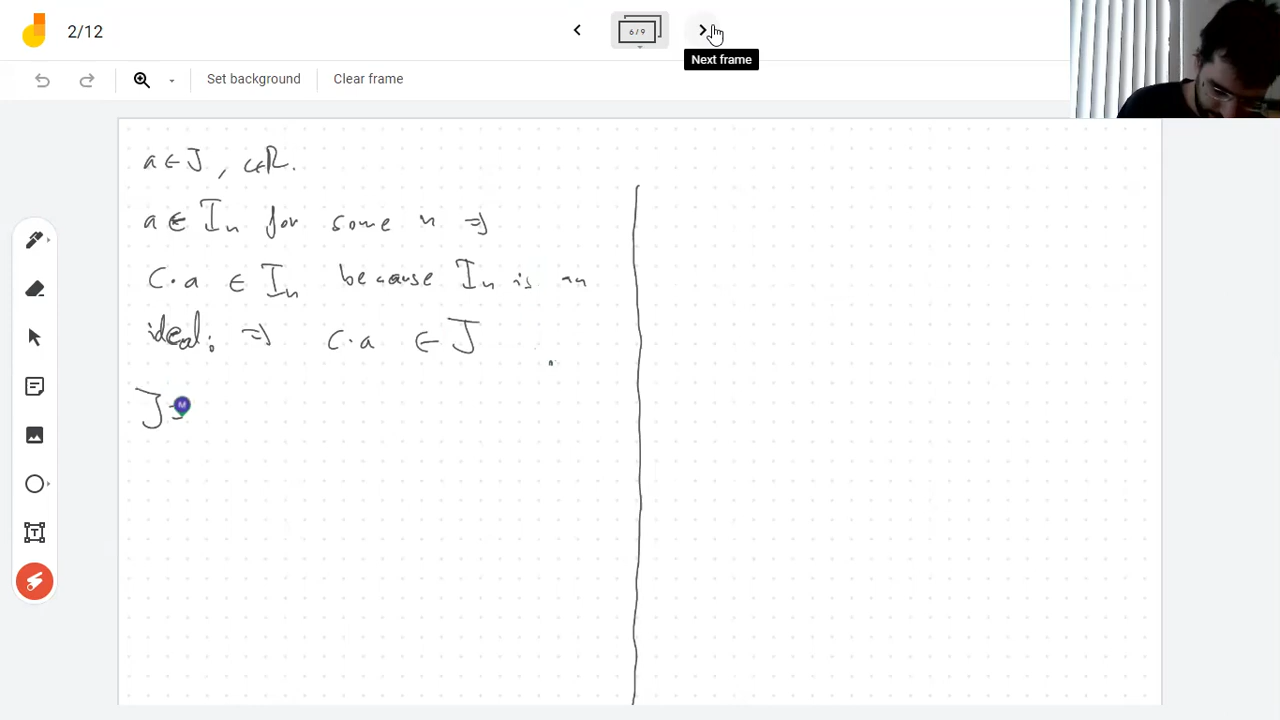 2/12
6 / 9
Next frame
Set background
Clear frame
a ∈ J, c∈R.
a ∈ Iₙ for some n ⇒
C·a ∈ Iₙ because Iₙ is an
ideal. ⇒ c·a ∈ J
J
M